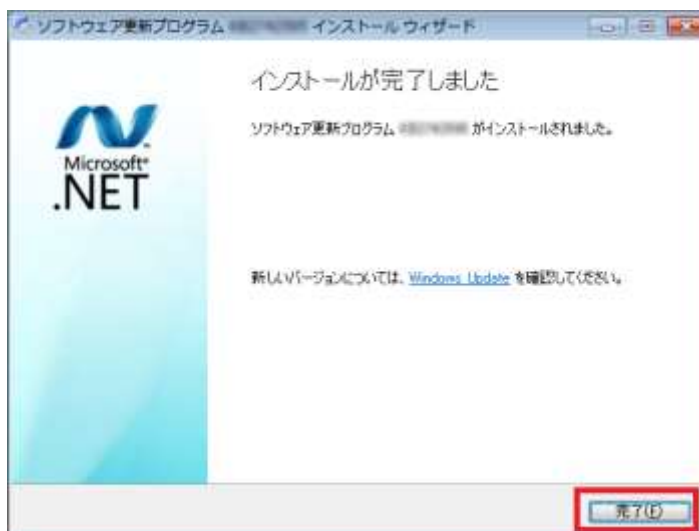 ソフトウェア更新プログラム インストール ウィザード
インストールが完了しました
ソフトウェア更新プログラム がインストールされました。
Microsoft®
.NET
新しいバージョンについては、Windows Update を確認してください。
完了(F)